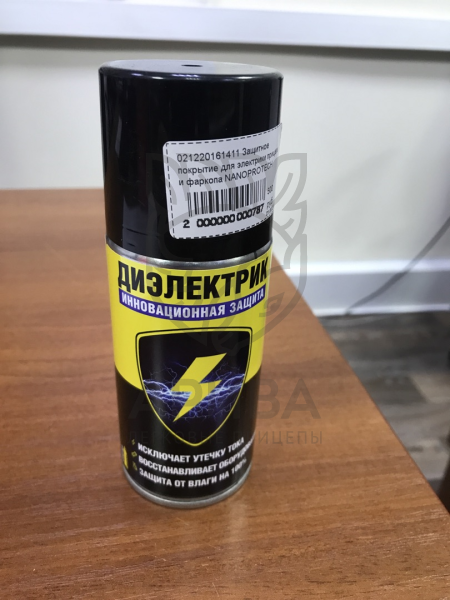 021220161411 Защитное
покрытие для электрики
и фаркопа NANOPROTECH
2 000000 000787
ДИЭЛЕКТРИК
ИННОВАЦИОННАЯ ЗАЩИТА
ИСКЛЮЧАЕТ УТЕЧКУ ТОКА
ВОССТАНАВЛИВАЕТ
ЗАЩИТА ОТ ВЛАГИ НА 100%